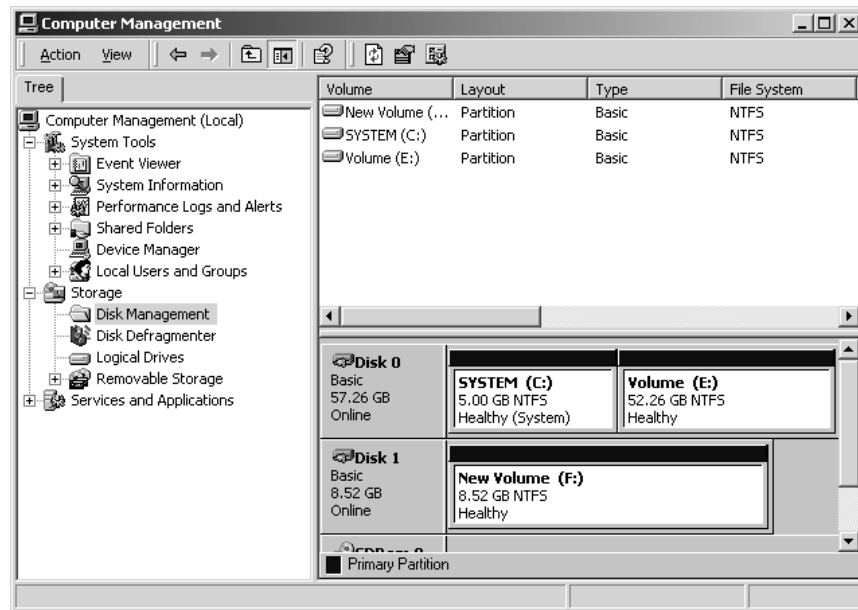 Computer Management
Action View
Tree
Computer Management (Local)
System Tools
Event Viewer
System Information
Performance Logs and Alerts
Shared Folders
Device Manager
Local Users and Groups
Storage
Disk Management
Disk Defragmenter
Logical Drives
Removable Storage
Services and Applications
Volume Layout Type File System
New Volume (... Partition Basic NTFS
SYSTEM (C:) Partition Basic NTFS
Volume (E:) Partition Basic NTFS
Disk 0
Basic
57.26 GB
Online
SYSTEM (C:)
5.00 GB NTFS
Healthy (System)
Volume (E:)
52.26 GB NTFS
Healthy
Disk 1
Basic
8.52 GB
Online
New Volume (F:)
8.52 GB NTFS
Healthy
Primary Partition